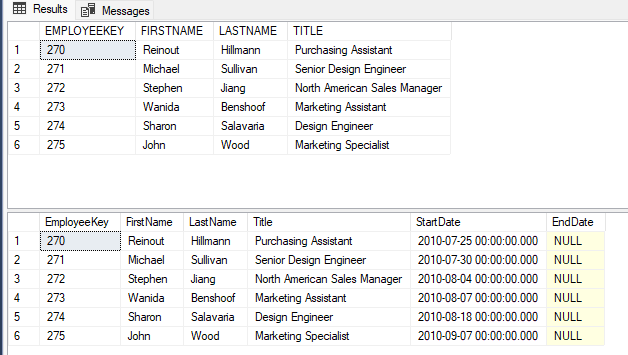 Results Messages
EMPLOYEEKEY FIRSTNAME LASTNAME TITLE
1 270 Reinout Hillmann Purchasing Assistant
2 271 Michael Sullivan Senior Design Engineer
3 272 Stephen Jiang North American Sales Manager
4 273 Wanida Benshoof Marketing Assistant
5 274 Sharon Salavaria Design Engineer
6 275 John Wood Marketing Specialist
EmployeeKey FirstName LastName Title StartDate EndDate
1 270 Reinout Hillmann Purchasing Assistant 2010-07-25 00:00:00.000 NULL
2 271 Michael Sullivan Senior Design Engineer 2010-07-30 00:00:00.000 NULL
3 272 Stephen Jiang North American Sales Manager 2010-08-04 00:00:00.000 NULL
4 273 Wanida Benshoof Marketing Assistant 2010-08-07 00:00:00.000 NULL
5 274 Sharon Salavaria Design Engineer 2010-08-18 00:00:00.000 NULL
6 275 John Wood Marketing Specialist 2010-09-07 00:00:00.000 NULL